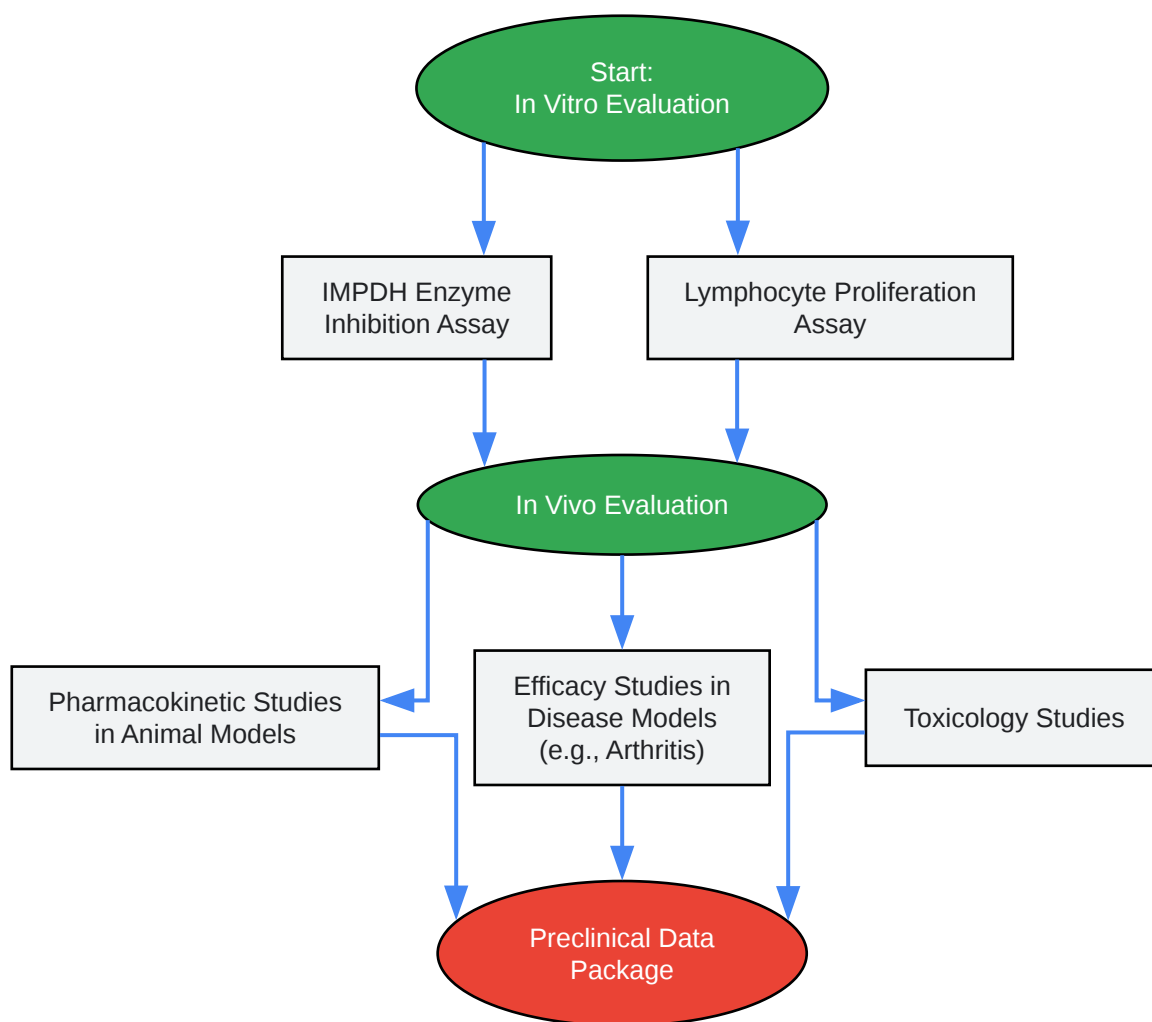 Start:
In Vitro Evaluation
IMPDH Enzyme
Inhibition Assay
Lymphocyte Proliferation
Assay
In Vivo Evaluation
Pharmacokinetic Studies
in Animal Models
Efficacy Studies in
Disease Models
(e.g., Arthritis)
Toxicology Studies
Preclinical Data
Package